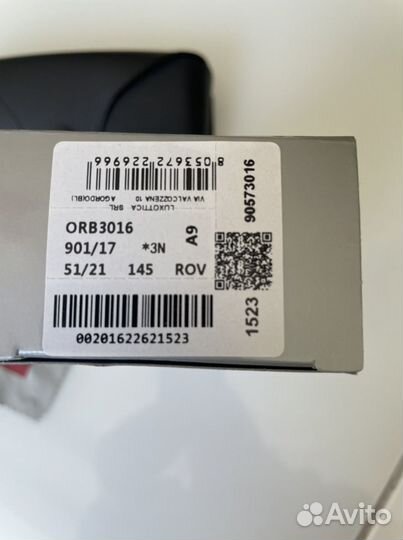 8 053672 226966
LUXOTTICA SRL
VIA VALCOZZENA 10 AGORDO(BL)
ORB3016
901/17 *3N A9
51/21 145 ROV
00201622621523
90573016
1523
Avito